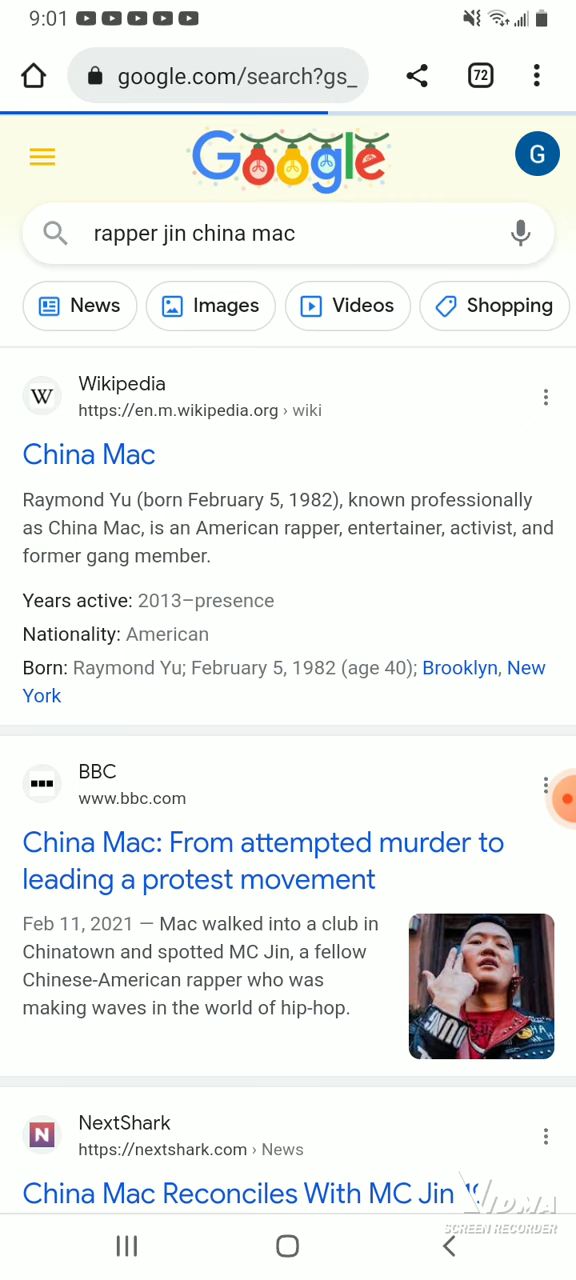 9:01
google.com/search?gs_
72
Google
G
rapper jin china mac
News Images Videos Shopping
W
Wikipedia
https://en.m.wikipedia.org › wiki
China Mac
Raymond Yu (born February 5, 1982), known professionally
as China Mac, is an American rapper, entertainer, activist, and
former gang member.
Years active: 2013–presence
Nationality: American
Born: Raymond Yu; February 5, 1982 (age 40); Brooklyn, New
York
BBC
www.bbc.com
China Mac: From attempted murder to
leading a protest movement
Feb 11, 2021 — Mac walked into a club in
Chinatown and spotted MC Jin, a fellow
Chinese-American rapper who was
making waves in the world of hip-hop.
N
NextShark
https://nextshark.com › News
China Mac Reconciles With MC Jin
VIDMA
SCREEN RECORDER